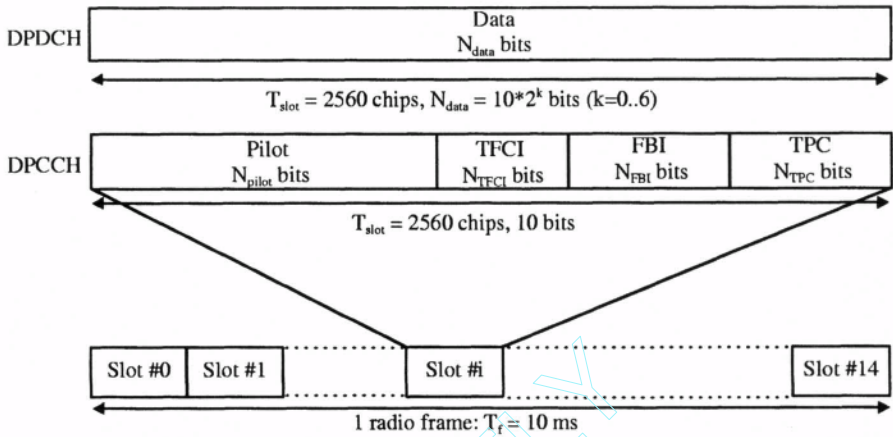 DPDCH
Data
N_data bits
T_slot = 2560 chips, N_data = 10*2^k bits (k=0..6)
DPCCH
Pilot
N_pilot bits
TFCI
N_TFCI bits
FBI
N_FBI bits
TPC
N_TPC bits
T_slot = 2560 chips, 10 bits
Slot #0
Slot #1
Slot #i
Slot #14
1 radio frame: T_f = 10 ms